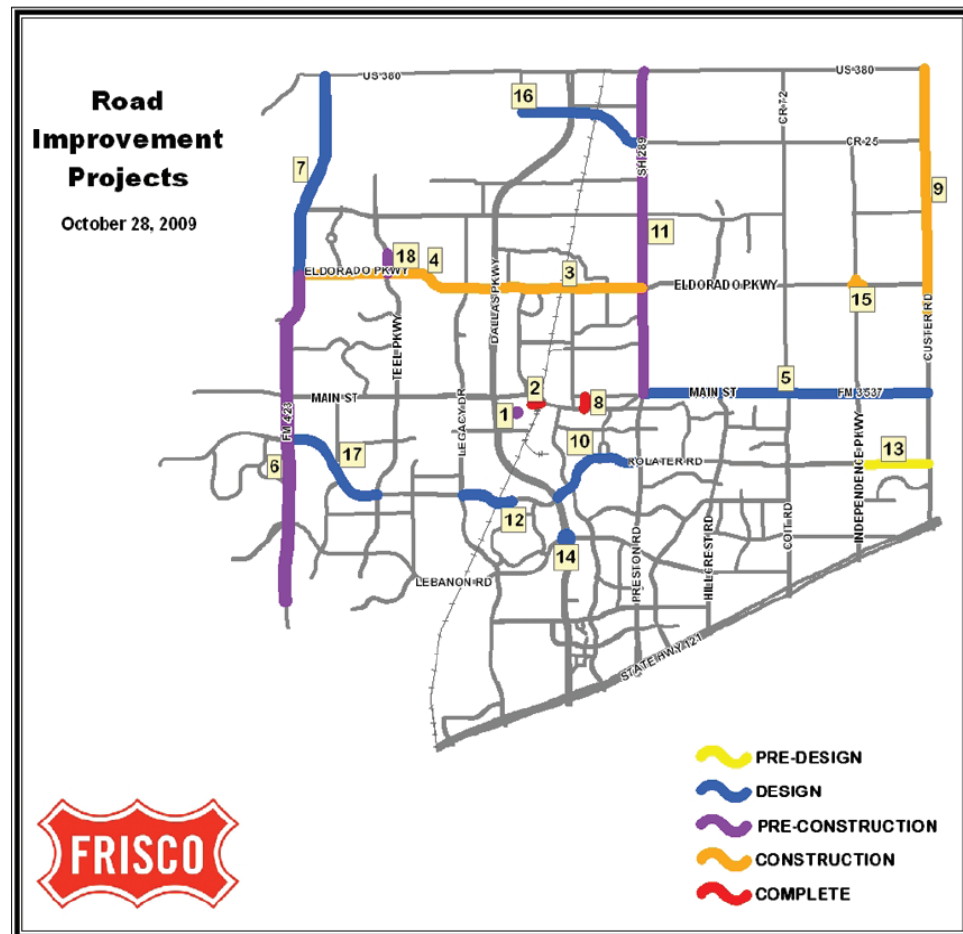 Road
Improvement
Projects
October 28, 2009
US 380
US 380
16
CR 72
CR 25
7
SH 289
9
11
18
4
3
ELDORADO PKWY
ELDORADO PKWY
15
DALLAS PKWY
CUSTER RD
TEEL PKWY
5
2
MAIN ST
MAIN ST
FM 3537
1
8
LEGACY DR
FM 423
10
INDEPENDENCE PKWY
17
6
ROLATER RD
13
12
14
PRESTON RD
HILLCREST RD
COIT RD
LEBANON RD
STATE HWY 121
PRE-DESIGN
DESIGN
PRE-CONSTRUCTION
CONSTRUCTION
COMPLETE
FRISCO